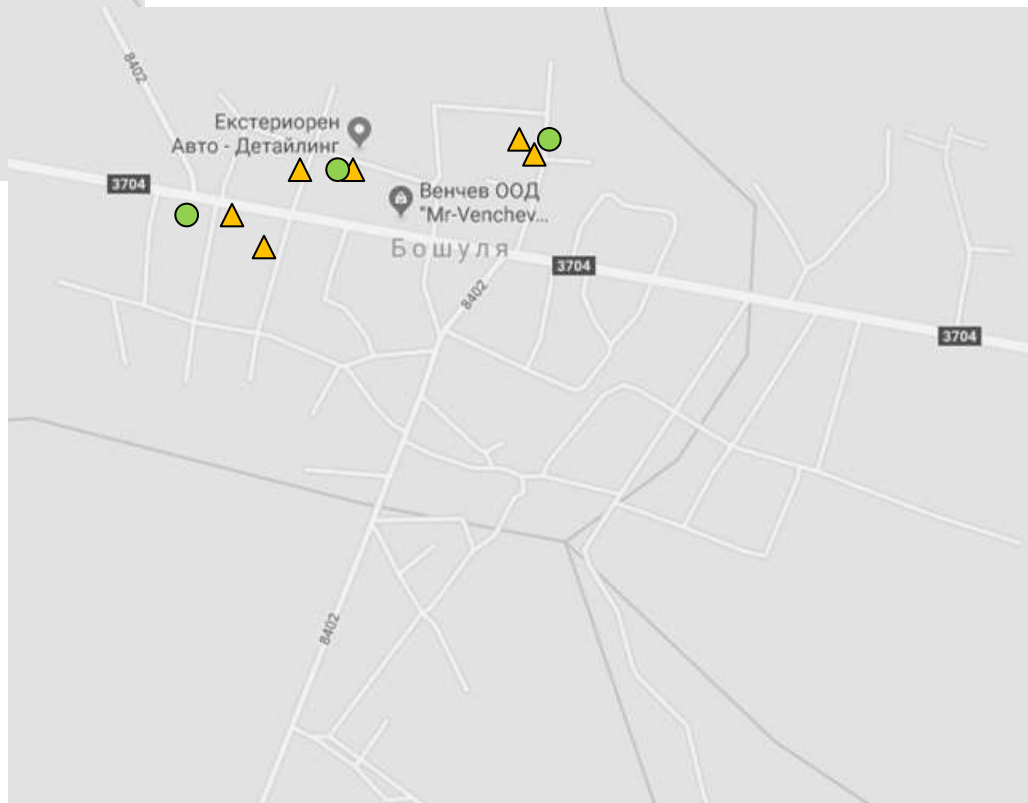 8402
Екстериорен
Авто - Детайлинг
3704
Венчев ООД
"Mr-Venchev...
Бошуля
3704
8402
3704
8402